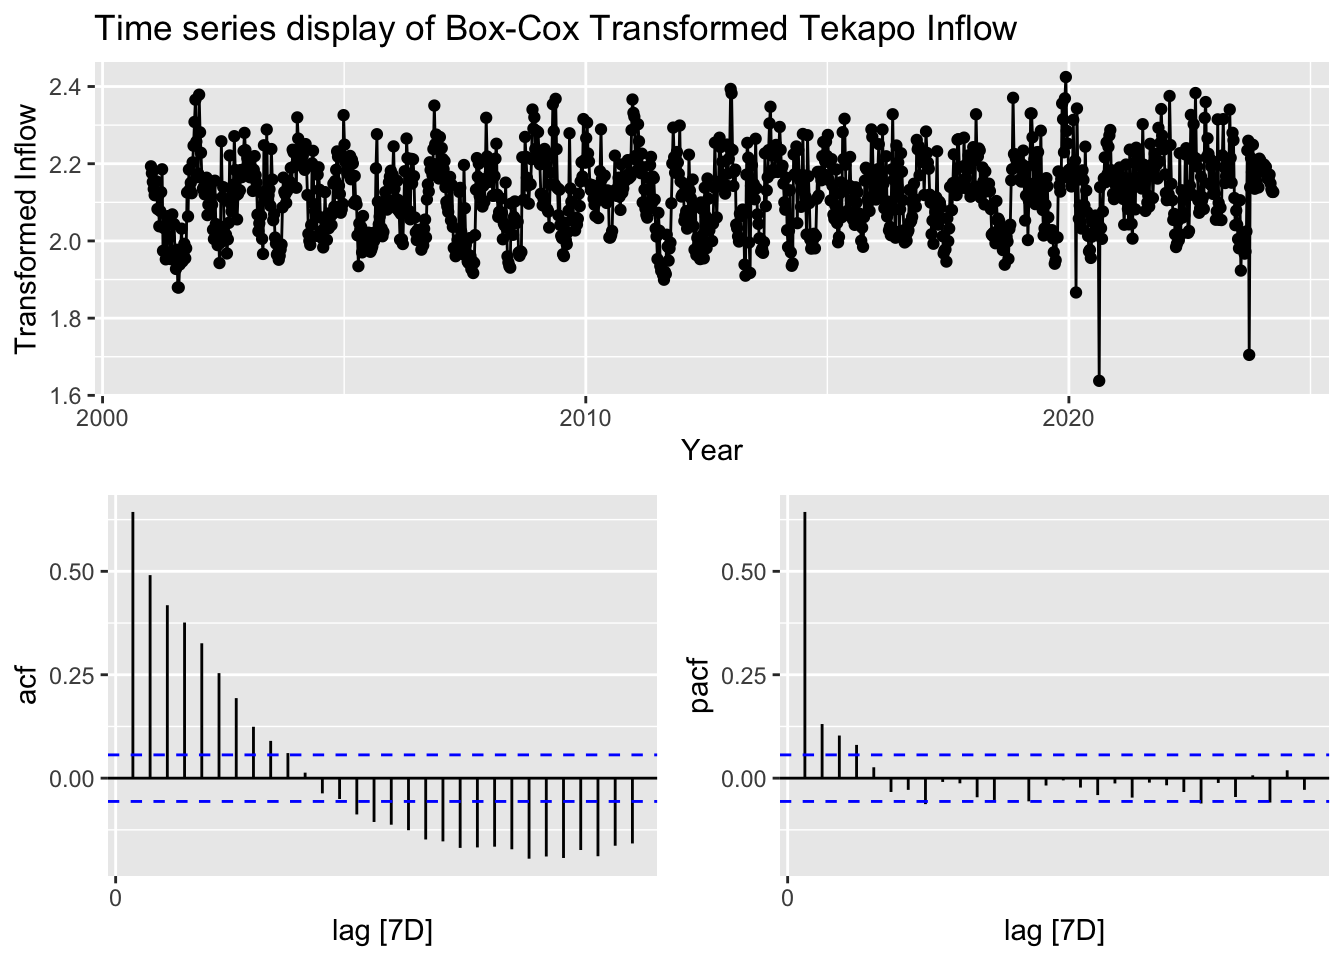 Time series display of Box-Cox Transformed Tekapo Inflow
Transformed Inflow
2.4
2.2
2.0
1.8
1.6
2000
2010
2020
Year
acf
0.50
0.25
0.00
0
lag [7D]
pacf
0.50
0.25
0.00
0
lag [7D]